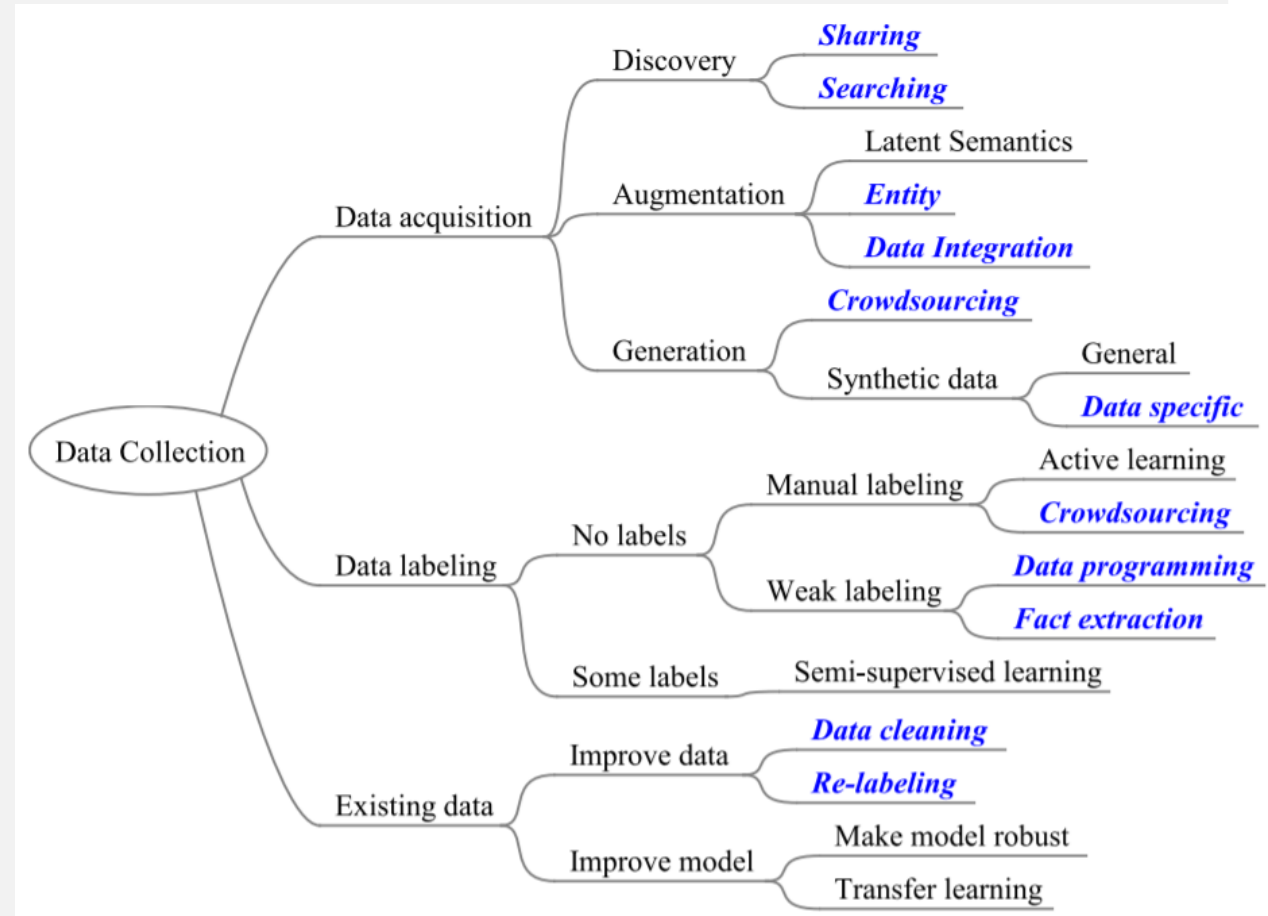 Sharing
Discovery
Searching
Latent Semantics
Data acquisition
Augmentation
Entity
Data Integration
Crowdsourcing
Generation
Synthetic data
General
Data specific
Data Collection
Data labeling
No labels
Manual labeling
Active learning
Crowdsourcing
Weak labeling
Data programming
Fact extraction
Some labels
Semi-supervised learning
Existing data
Improve data
Data cleaning
Re-labeling
Improve model
Make model robust
Transfer learning